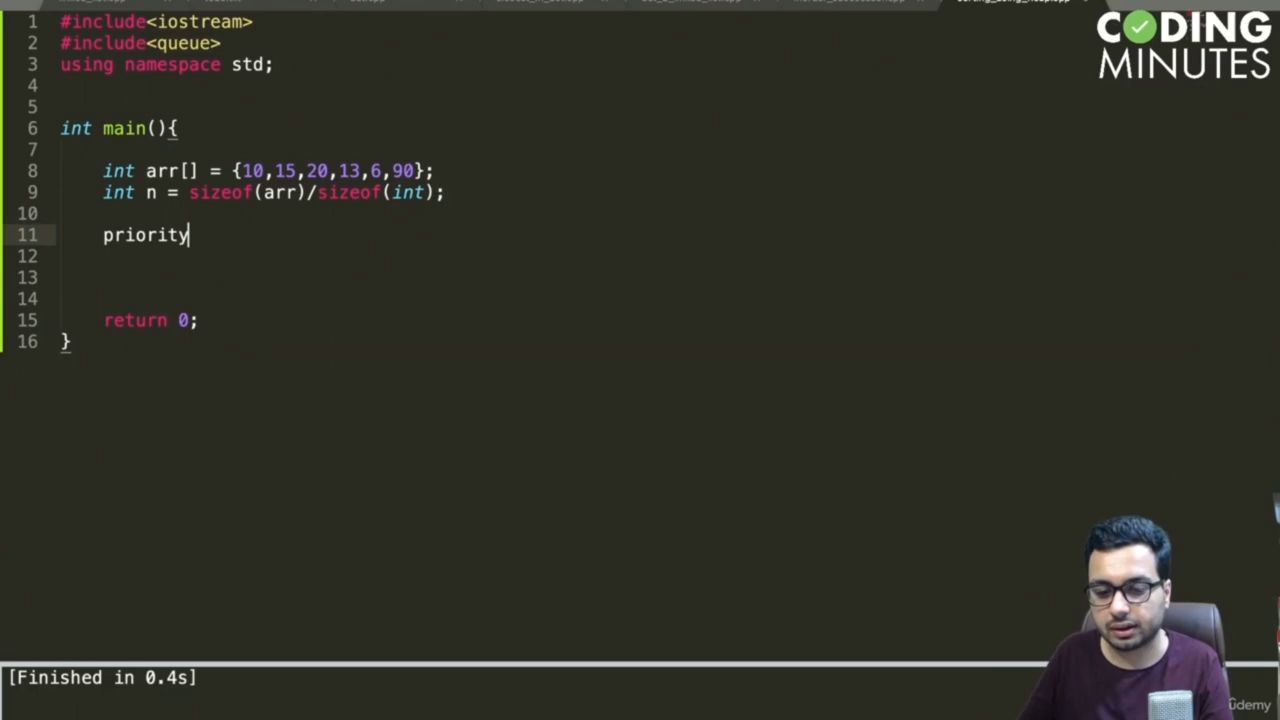 CODING
MINUTES
1 #include<iostream>
2 #include<queue>
3 using namespace std;
4
5
6 int main(){
7
8 int arr[] = {10,15,20,13,6,90};
9 int n = sizeof(arr)/sizeof(int);
10
11 priority
12
13
14
15 return 0;
16 }
[Finished in 0.4s]
ûdemy